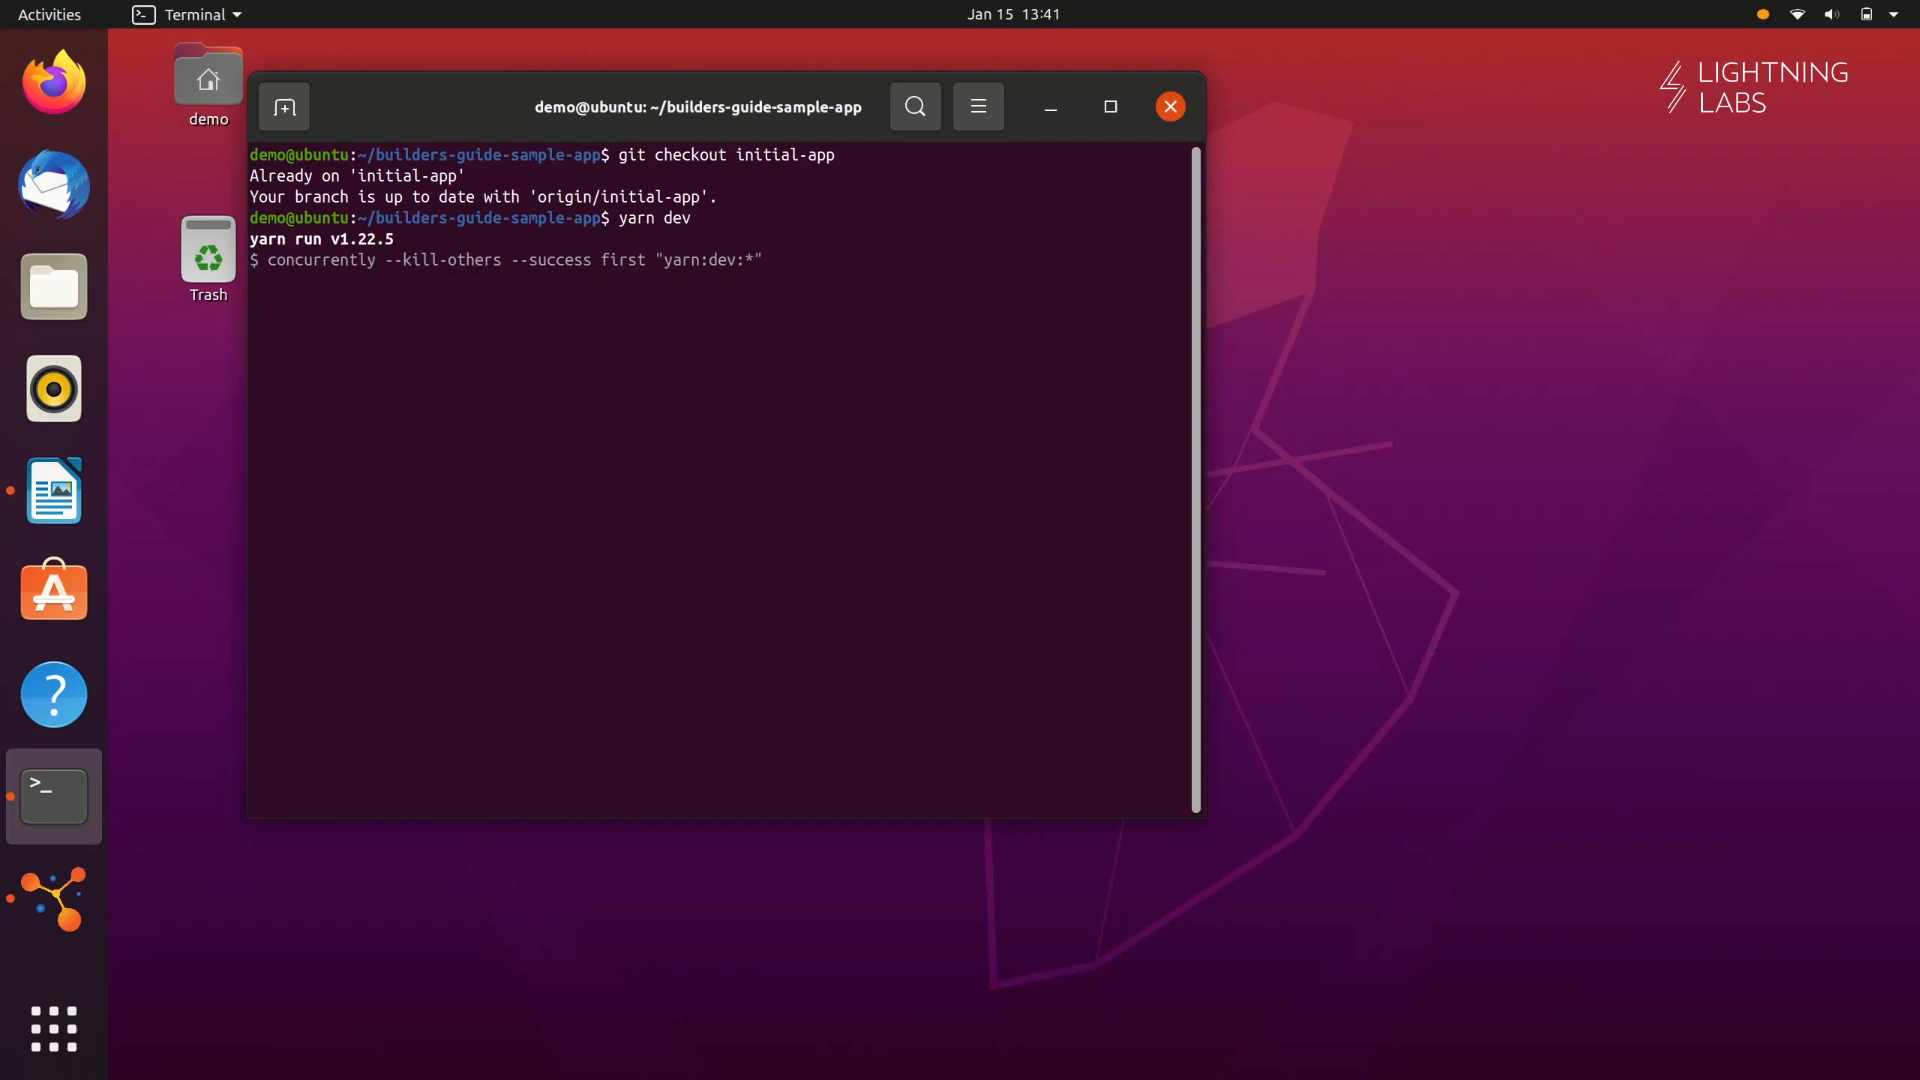 Activities
Terminal
Jan 15 13:41
demo
Trash
LIGHTNING
LABS
demo@ubuntu: ~/builders-guide-sample-app
demo@ubuntu:~/builders-guide-sample-app$ git checkout initial-app
Already on 'initial-app'
Your branch is up to date with 'origin/initial-app'.
demo@ubuntu:~/builders-guide-sample-app$ yarn dev
yarn run v1.22.5
$ concurrently --kill-others --success first "yarn:dev:*"